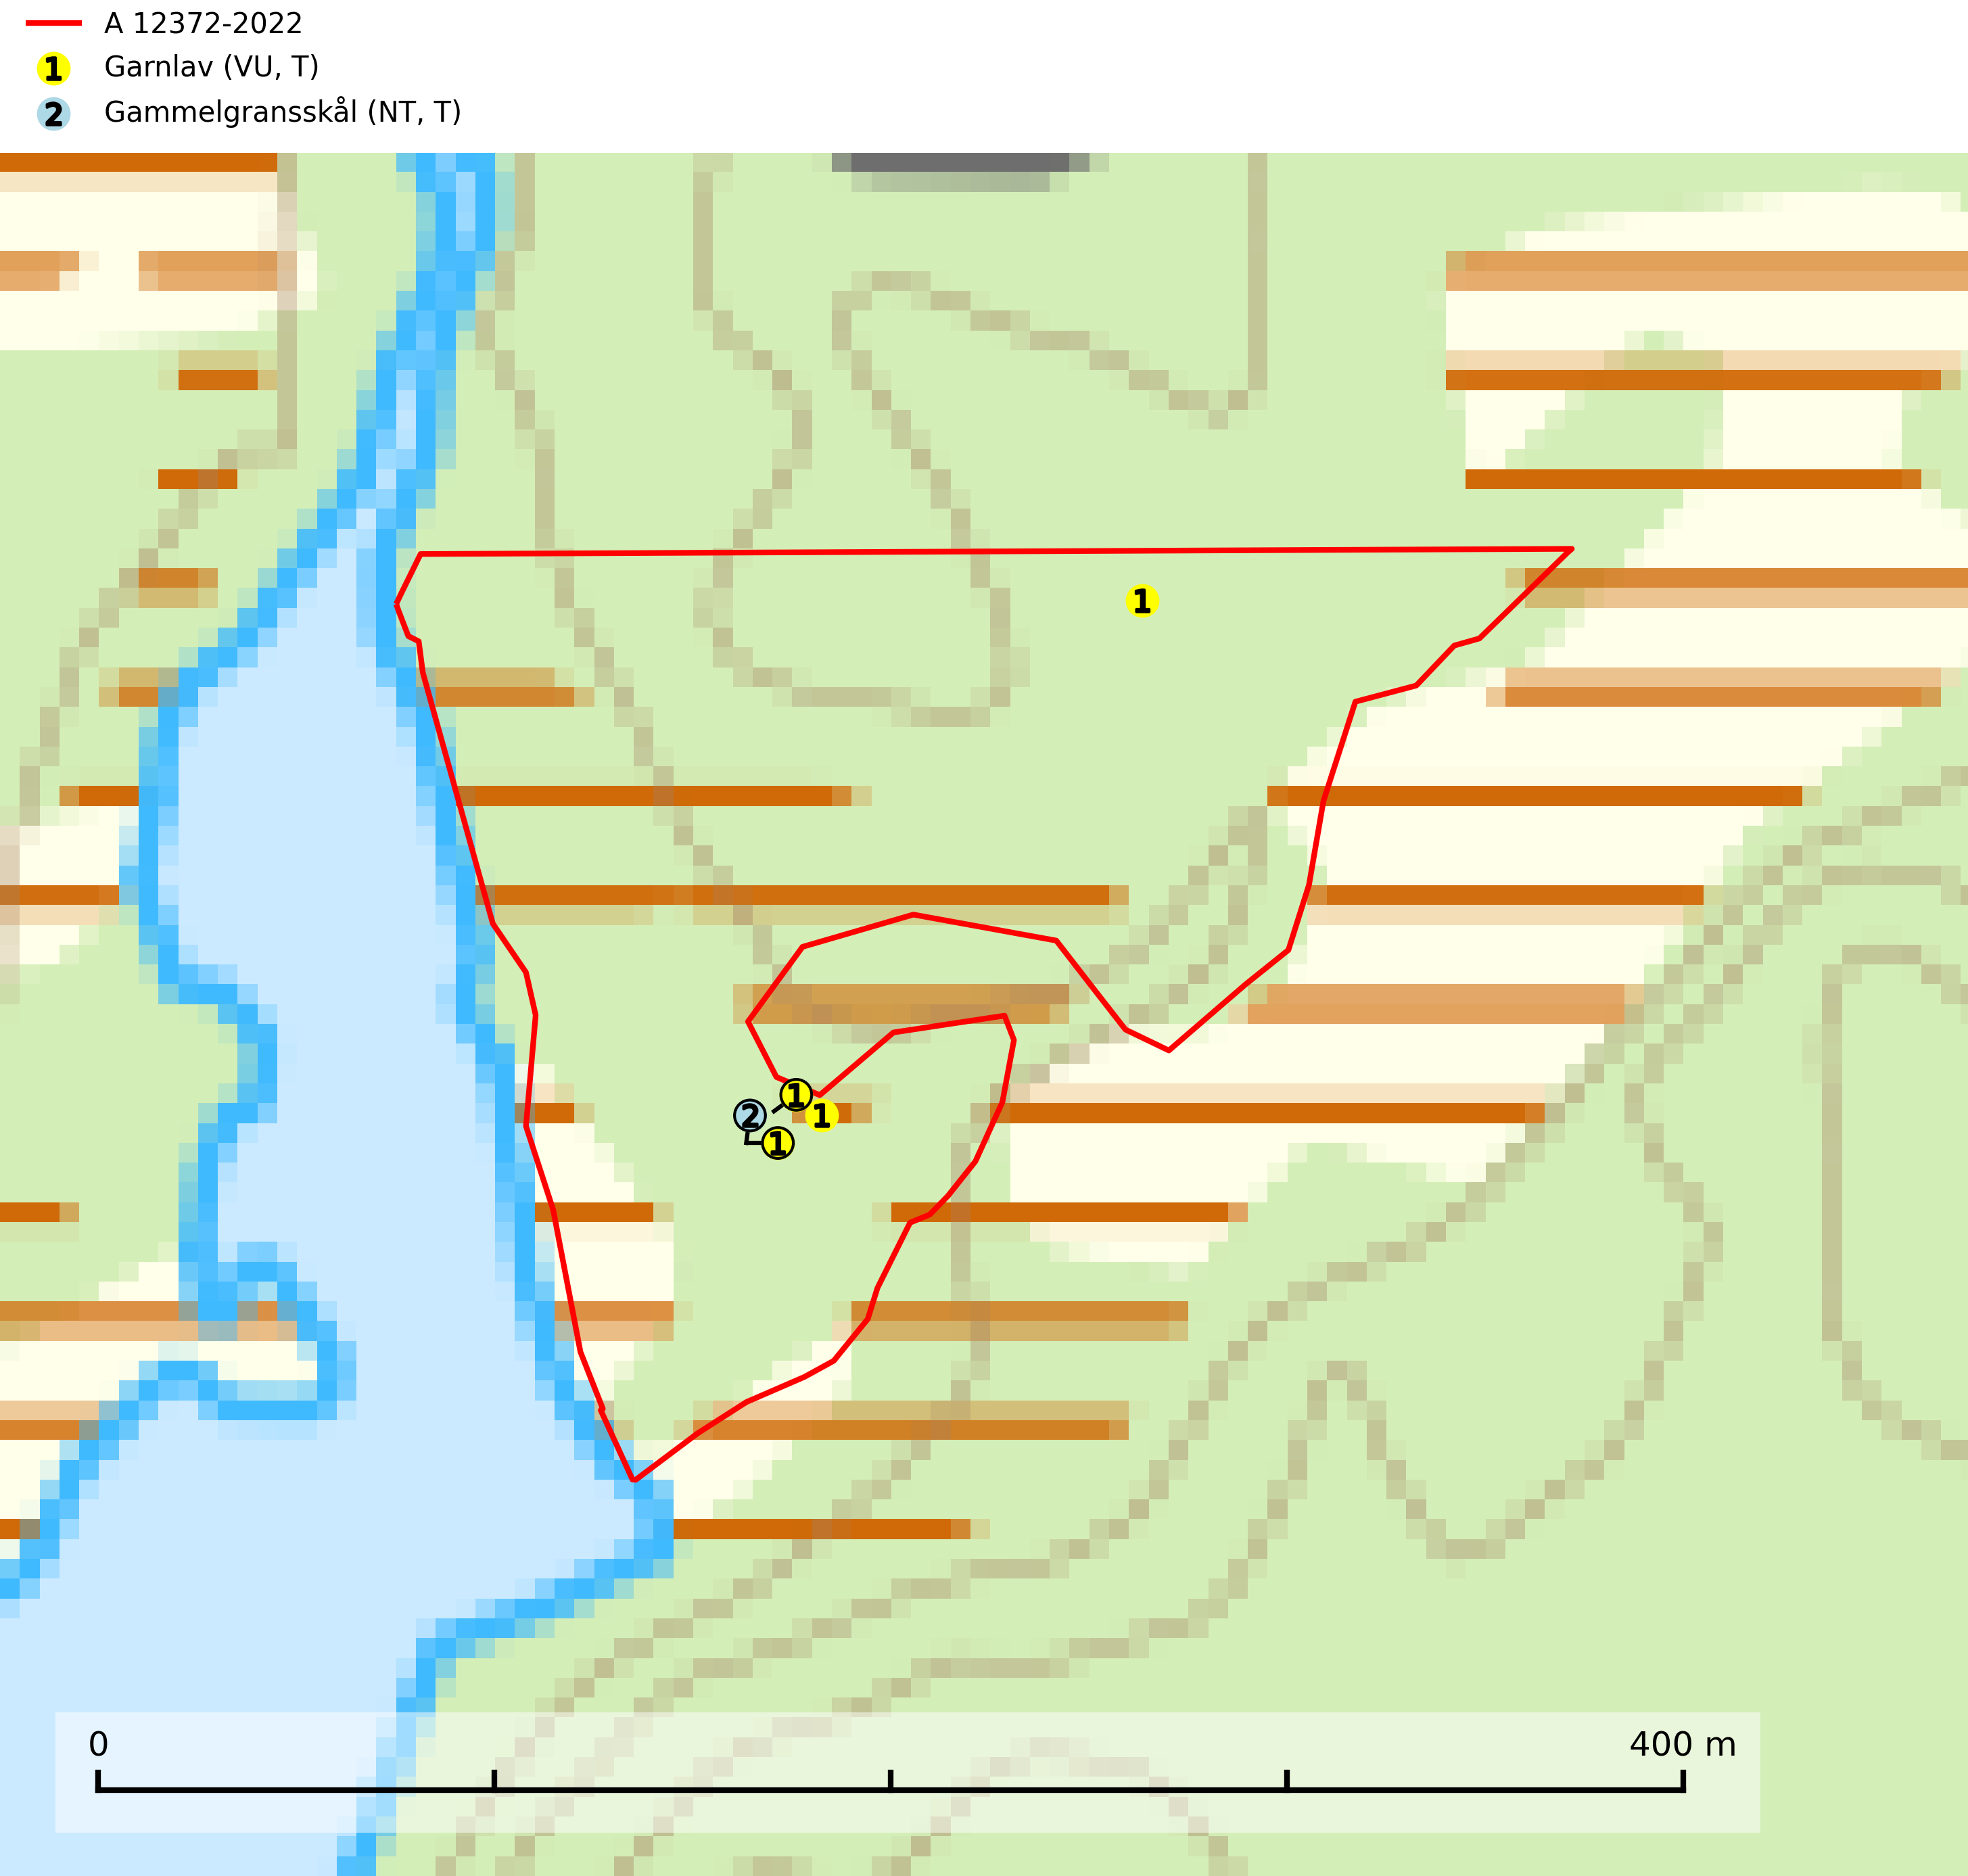 A 12372-2022
1 Garnlav (VU, T)
2 Gammelgransskål (NT, T)
1
1
2 1
1
0 400 m